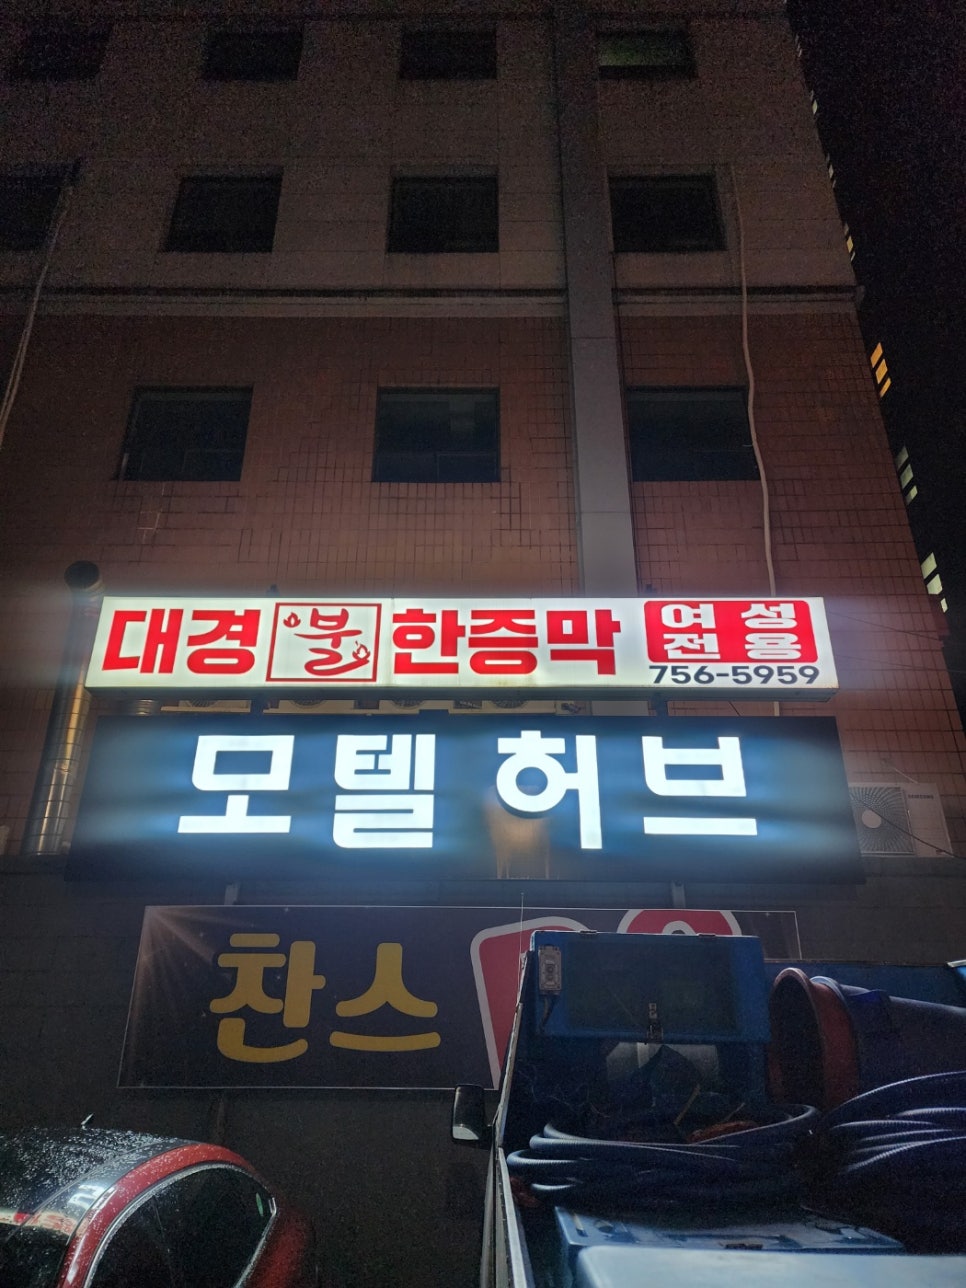 대경 불 한증막 여성전용
756-5959
모텔 허브
찬스